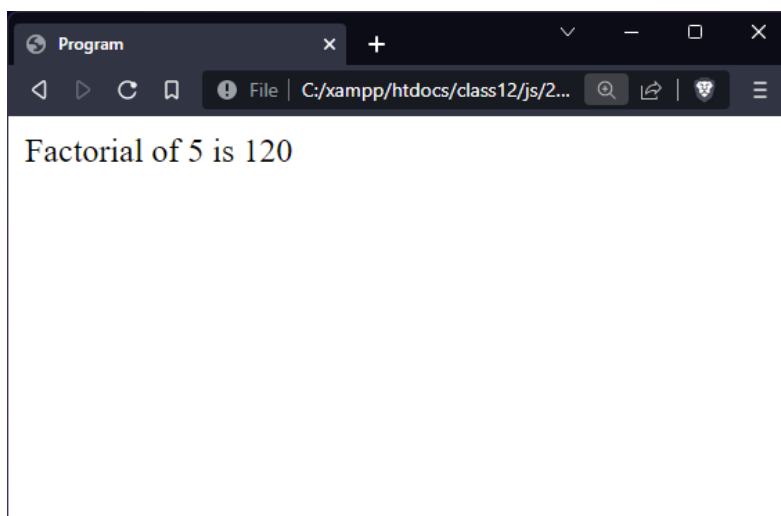 Program
File C:/xampp/htdocs/class12/js/2...
Factorial of 5 is 120